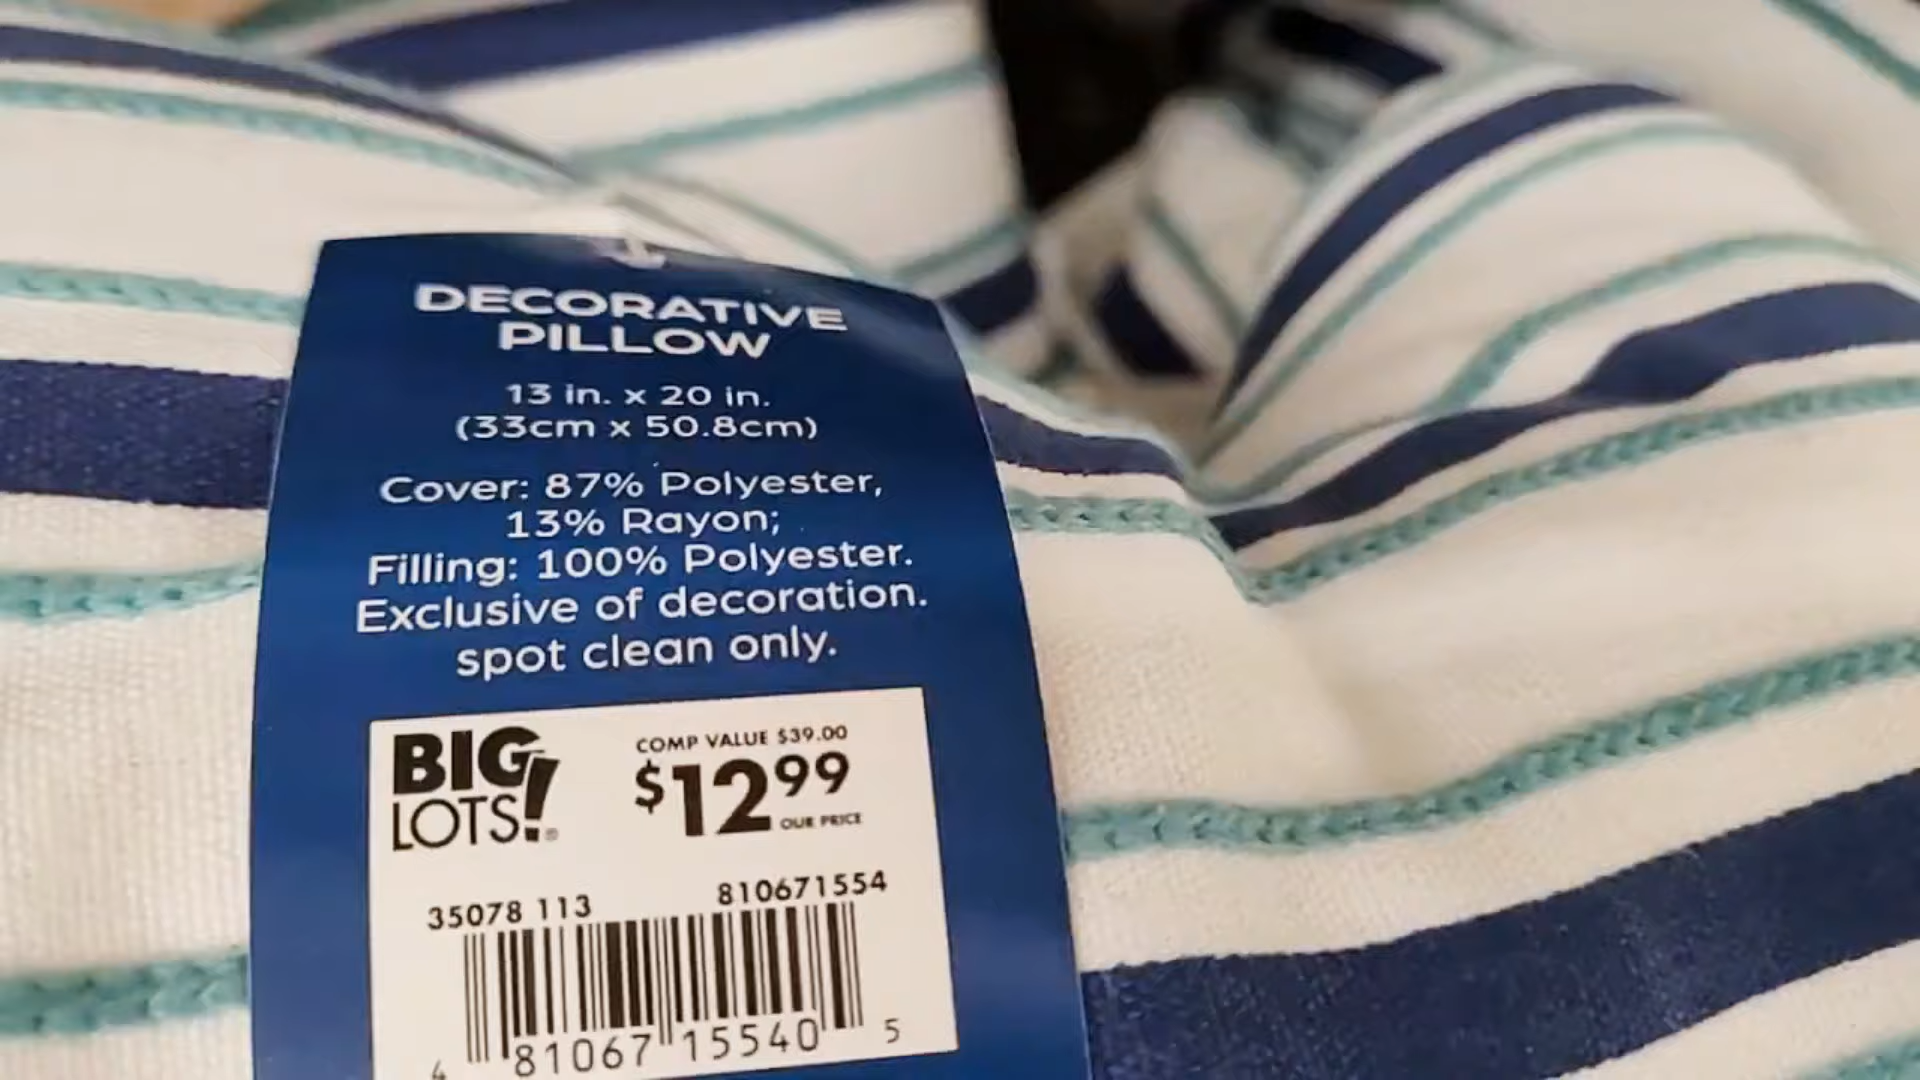 DECORATIVE
PILLOW
13 in. x 20 in.
(33cm x 50.8cm)
Cover: 87% Polyester,
13% Rayon;
Filling: 100% Polyester.
Exclusive of decoration.
spot clean only.
BIG
LOTS!®
COMP VALUE $39.00
$12 99
OUR PRICE
35078 113 810671554
4 81067 15540 5